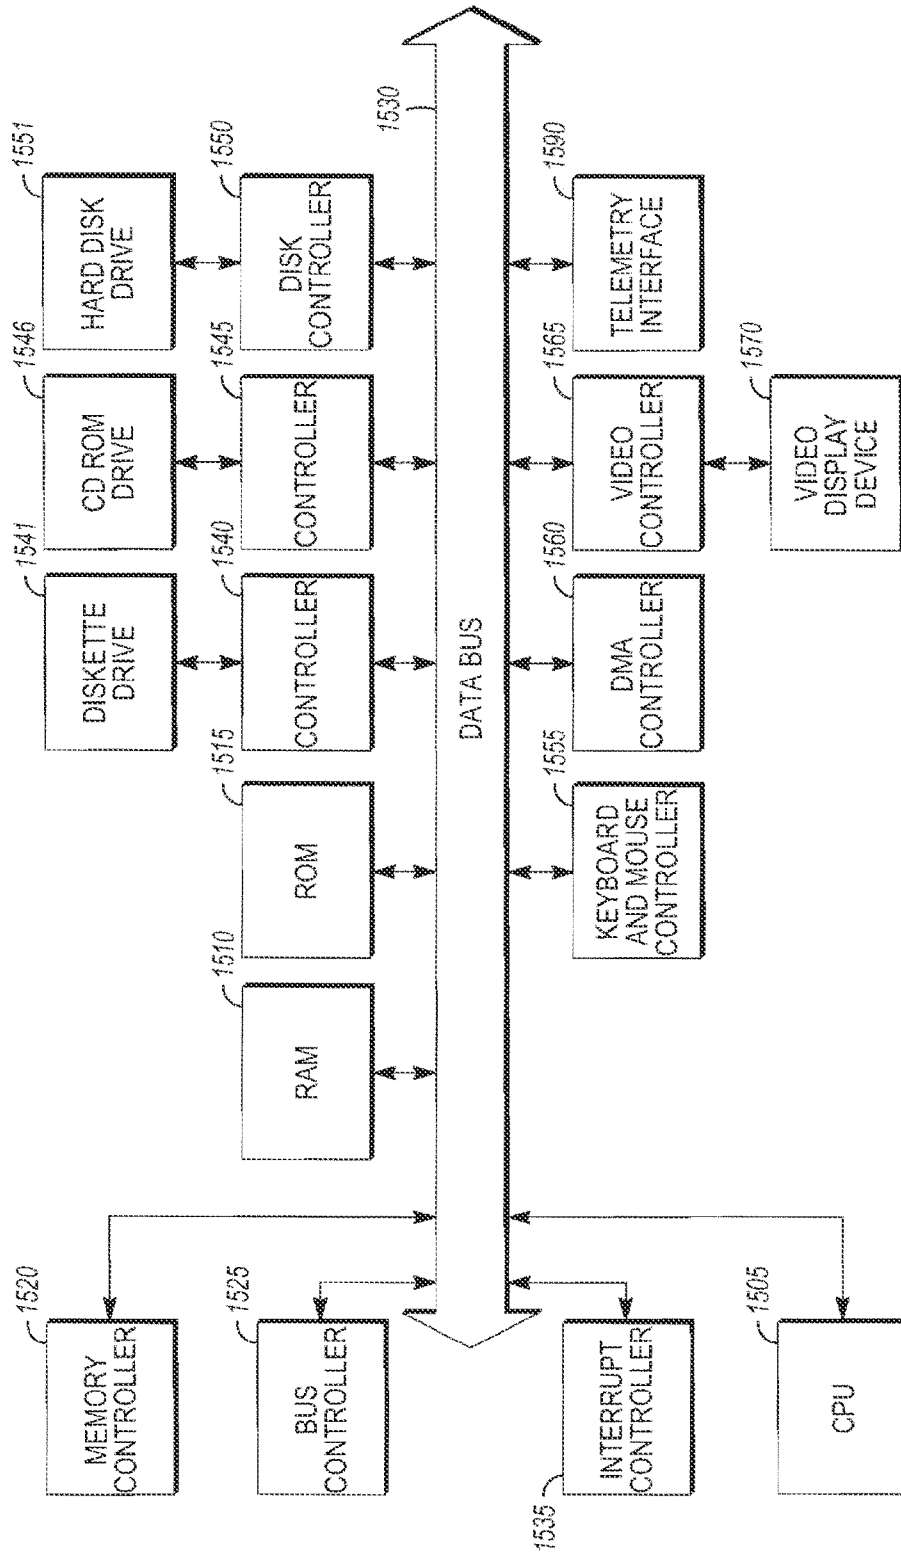 1520
MEMORY
CONTROLLER
1525
BUS
CONTROLLER
1535
INTERRUPT
CONTROLLER
1505
CPU
1510
RAM
1515
ROM
1541
DISKETTE
DRIVE
1540
CONTROLLER
1546
CD ROM
DRIVE
1545
CONTROLLER
1551
HARD DISK
DRIVE
1550
DISK
CONTROLLER
1530
DATA BUS
1555
KEYBOARD
AND MOUSE
CONTROLLER
1560
DMA
CONTROLLER
1565
VIDEO
CONTROLLER
1590
TELEMETRY
INTERFACE
1570
VIDEO
DISPLAY
DEVICE